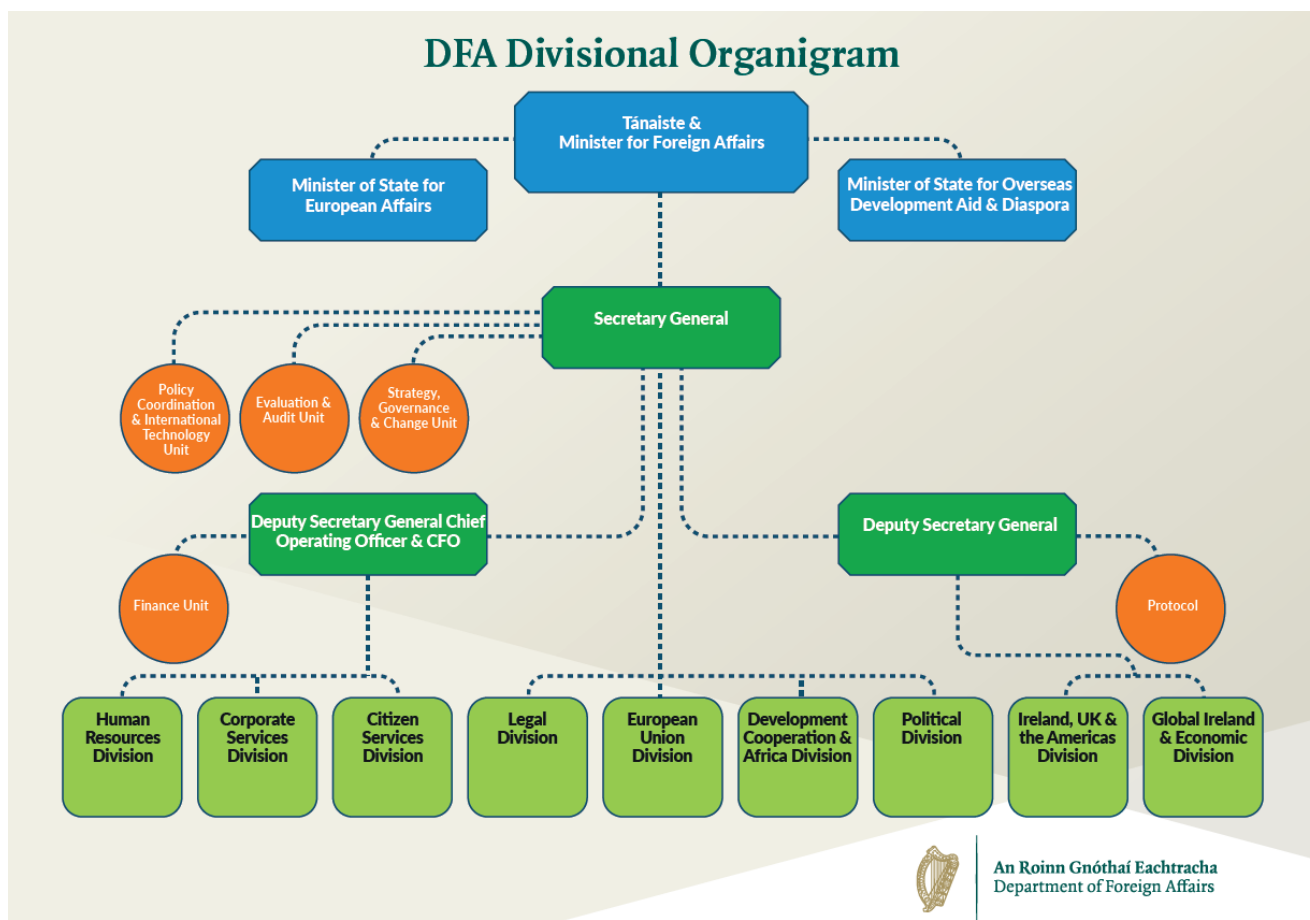 DFA Divisional Organigram
Tánaiste &
Minister for Foreign Affairs
Minister of State for
European Affairs
Minister of State for Overseas
Development Aid & Diaspora
Secretary General
Policy
Coordination
& International
Technology
Unit
Evaluation &
Audit Unit
Strategy,
Governance
& Change Unit
Deputy Secretary General Chief
Operating Officer & CFO
Deputy Secretary General
Finance Unit
Protocol
Human
Resources
Division
Corporate
Services
Division
Citizen
Services
Division
Legal
Division
European
Union
Division
Development
Cooperation &
Africa Division
Political
Division
Ireland, UK &
the Americas
Division
Global Ireland
& Economic
Division
An Roinn Gnóthaí Eachtracha
Department of Foreign Affairs